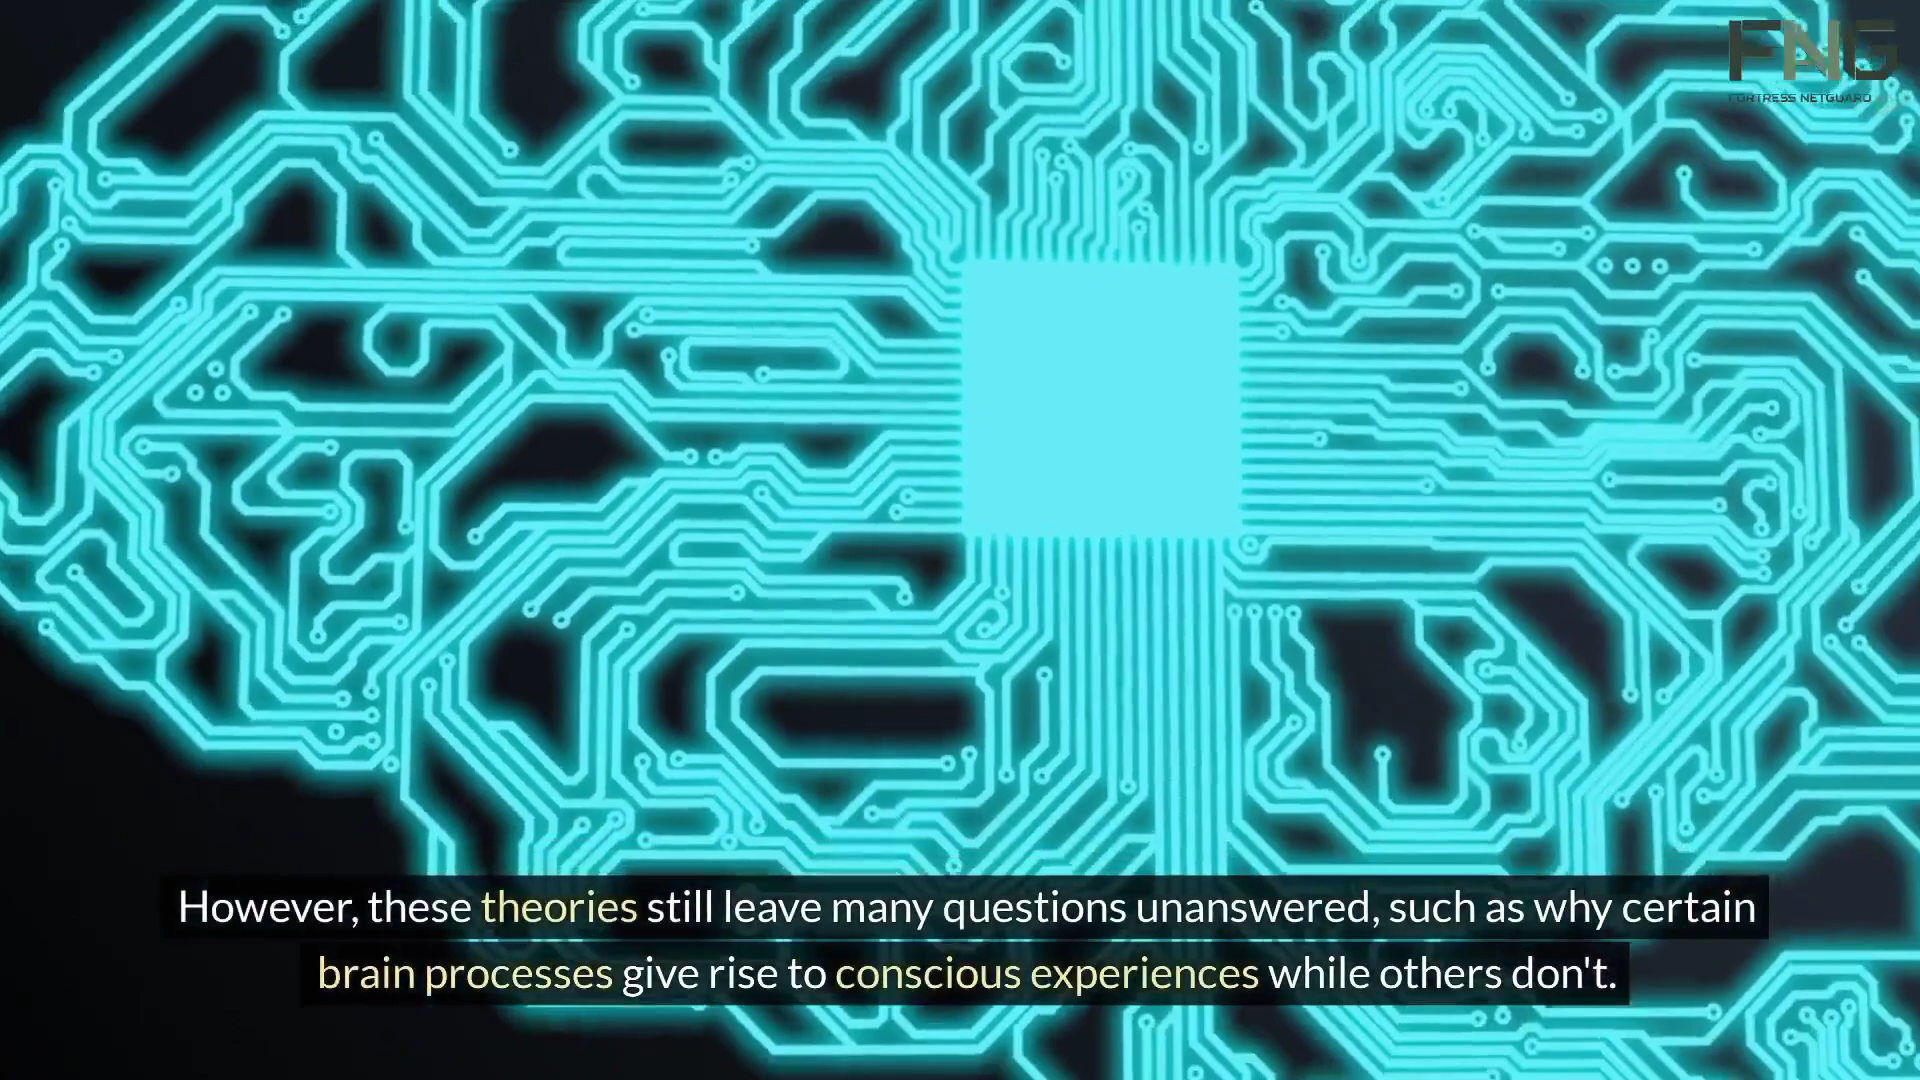 FNG
FORTRESS NETGUARD
However, these theories still leave many questions unanswered, such as why certain
brain processes give rise to conscious experiences while others don't.